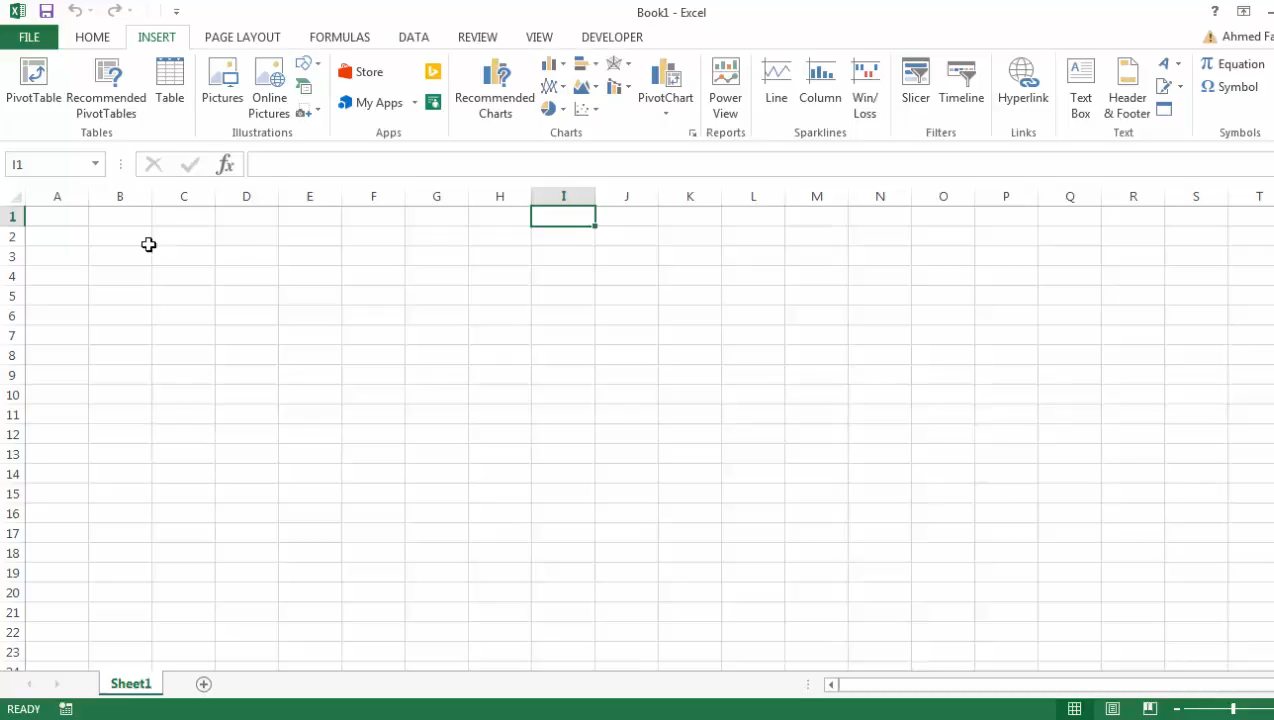 Book1 - Excel
?
FILE HOME INSERT PAGE LAYOUT FORMULAS DATA REVIEW VIEW DEVELOPER
Ahmed Fa
PivotTable
Recommended
PivotTables
Table
Tables
Pictures
Online
Pictures
Illustrations
Store
My Apps
Apps
Recommended
Charts
PivotChart
Charts
Power
View
Reports
Line
Column
Win/
Loss
Sparklines
Slicer
Timeline
Filters
Hyperlink
Links
Text
Box
Header
& Footer
Text
π Equation
Ω Symbol
Symbols
I1
fx
A B C D E F G H I J K L M N O P Q R S T
1
2
3
4
5
6
7
8
9
10
11
12
13
14
15
16
17
18
19
20
21
22
23
Sheet1
READY